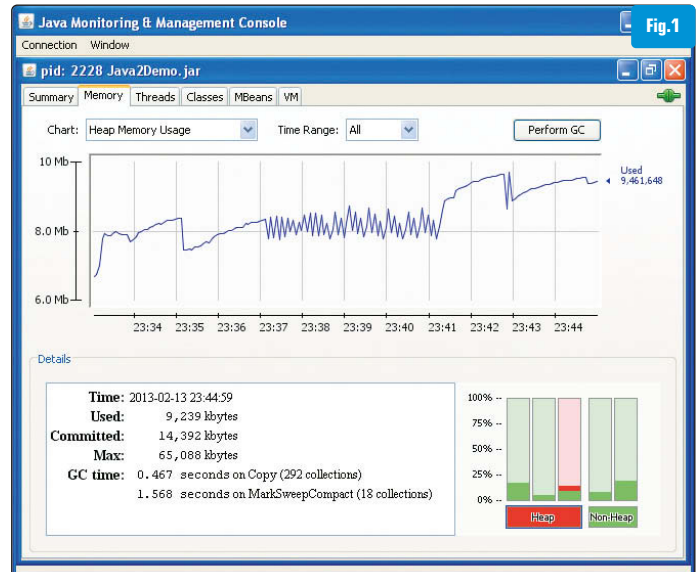 Java Monitoring & Management Console
Fig.1
Connection Window
pid: 2228 Java2Demo.jar
Summary Memory Threads Classes MBeans VM
Chart: Heap Memory Usage Time Range: All Perform GC
10 Mb
Used
9,461,648
8.0 Mb
6.0 Mb
23:34 23:35 23:36 23:37 23:38 23:39 23:40 23:41 23:42 23:43 23:44
Details
Time: 2013-02-13 23:44:59
Used: 9,239 kbytes
Committed: 14,392 kbytes
Max: 65,088 kbytes
GC time: 0.467 seconds on Copy (292 collections)
1.568 seconds on MarkSweepCompact (18 collections)
100% --
75% --
50% --
25% --
0% --
Heap Non-Heap